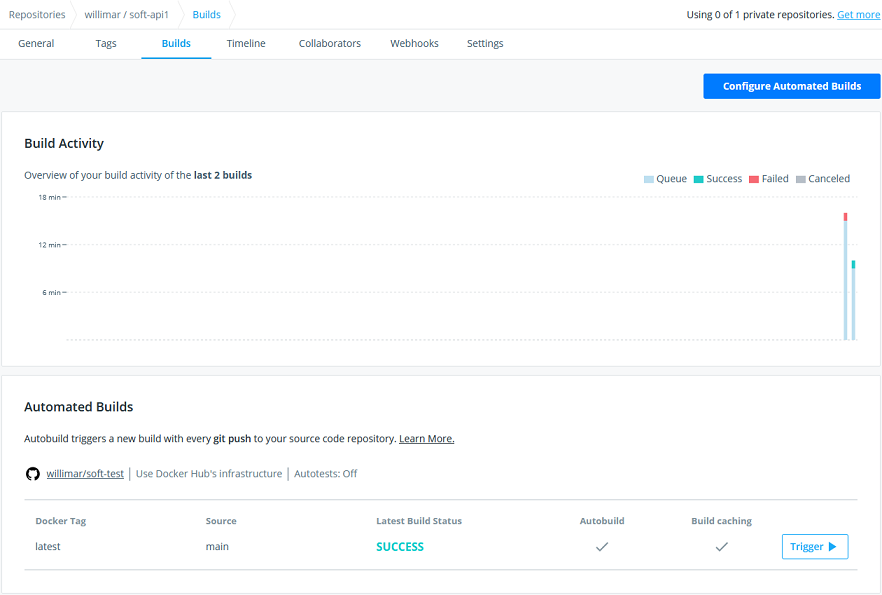 Repositories willimar / soft-api1 Builds Using 0 of 1 private repositories. Get more
General Tags Builds Timeline Collaborators Webhooks Settings
Configure Automated Builds
Build Activity
Overview of your build activity of the last 2 builds
Queue Success Failed Canceled
18 min
12 min
6 min
Automated Builds
Autobuild triggers a new build with every git push to your source code repository. Learn More.
willimar/soft-test | Use Docker Hub's infrastructure | Autotests: Off
Docker Tag Source Latest Build Status Autobuild Build caching
latest main SUCCESS ✓ ✓ Trigger ▶